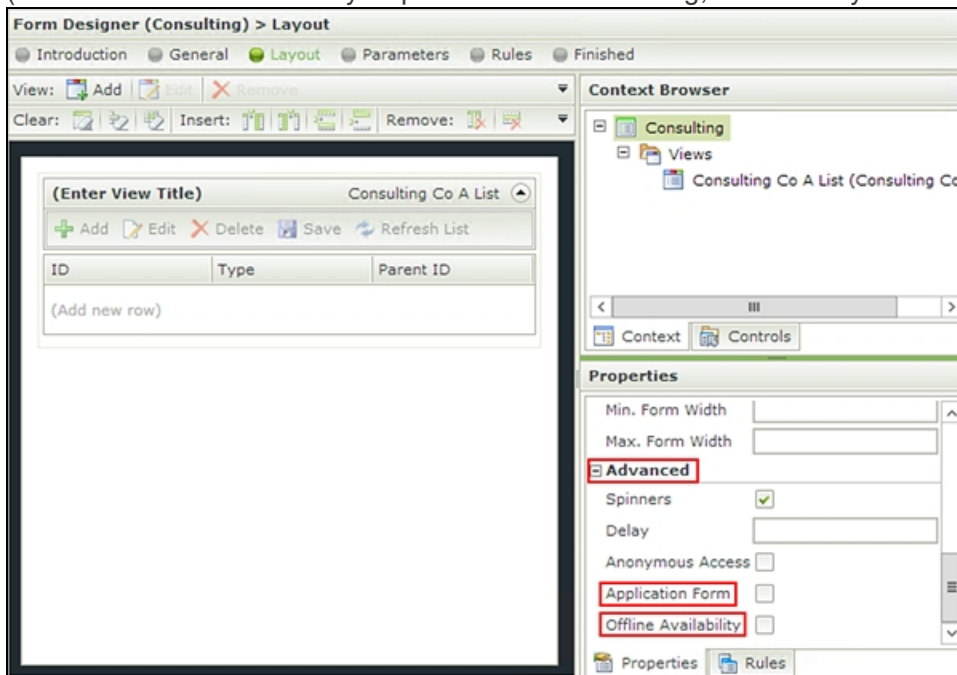 Form Designer (Consulting) > Layout
Introduction General Layout Parameters Rules Finished
View: Add Edit Remove
Clear: Insert: Remove:
(Enter View Title) Consulting Co A List
Add Edit Delete Save Refresh List
ID Type Parent ID
(Add new row)
Context Browser
Consulting
Views
Consulting Co A List (Consulting Co
Context Controls
Properties
Min. Form Width
Max. Form Width
Advanced
Spinners
Delay
Anonymous Access
Application Form
Offline Availability
Properties Rules